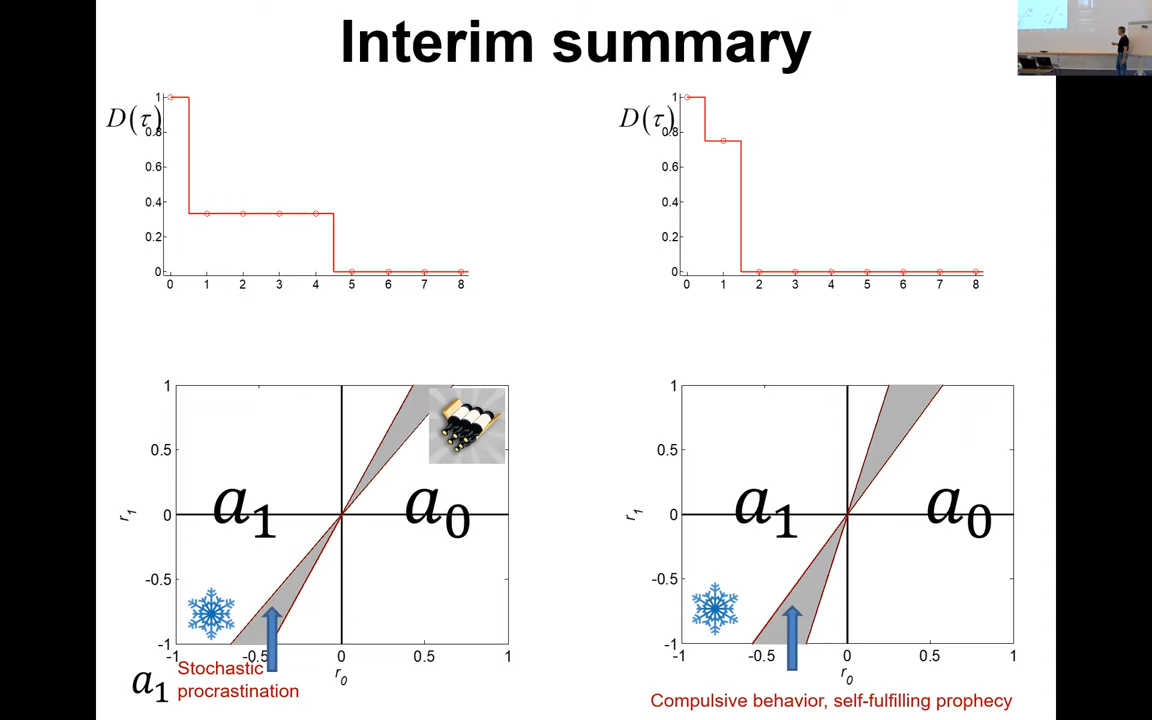 Interim summary
D(τ)
1
0.8
0.6
0.4
0.2
0
0 1 2 3 4 5 6 7 8
D(τ)
1
0.8
0.6
0.4
0.2
0
0 1 2 3 4 5 6 7 8
1
0.5
0
-0.5
-1
r₁
a₁ a₀
-1 -0.5 0 0.5 1
r₀
a₁
Stochastic
procrastination
1
0.5
0
-0.5
-1
r₁
a₁ a₀
-1 -0.5 0 0.5 1
r₀
Compulsive behavior, self-fulfilling prophecy